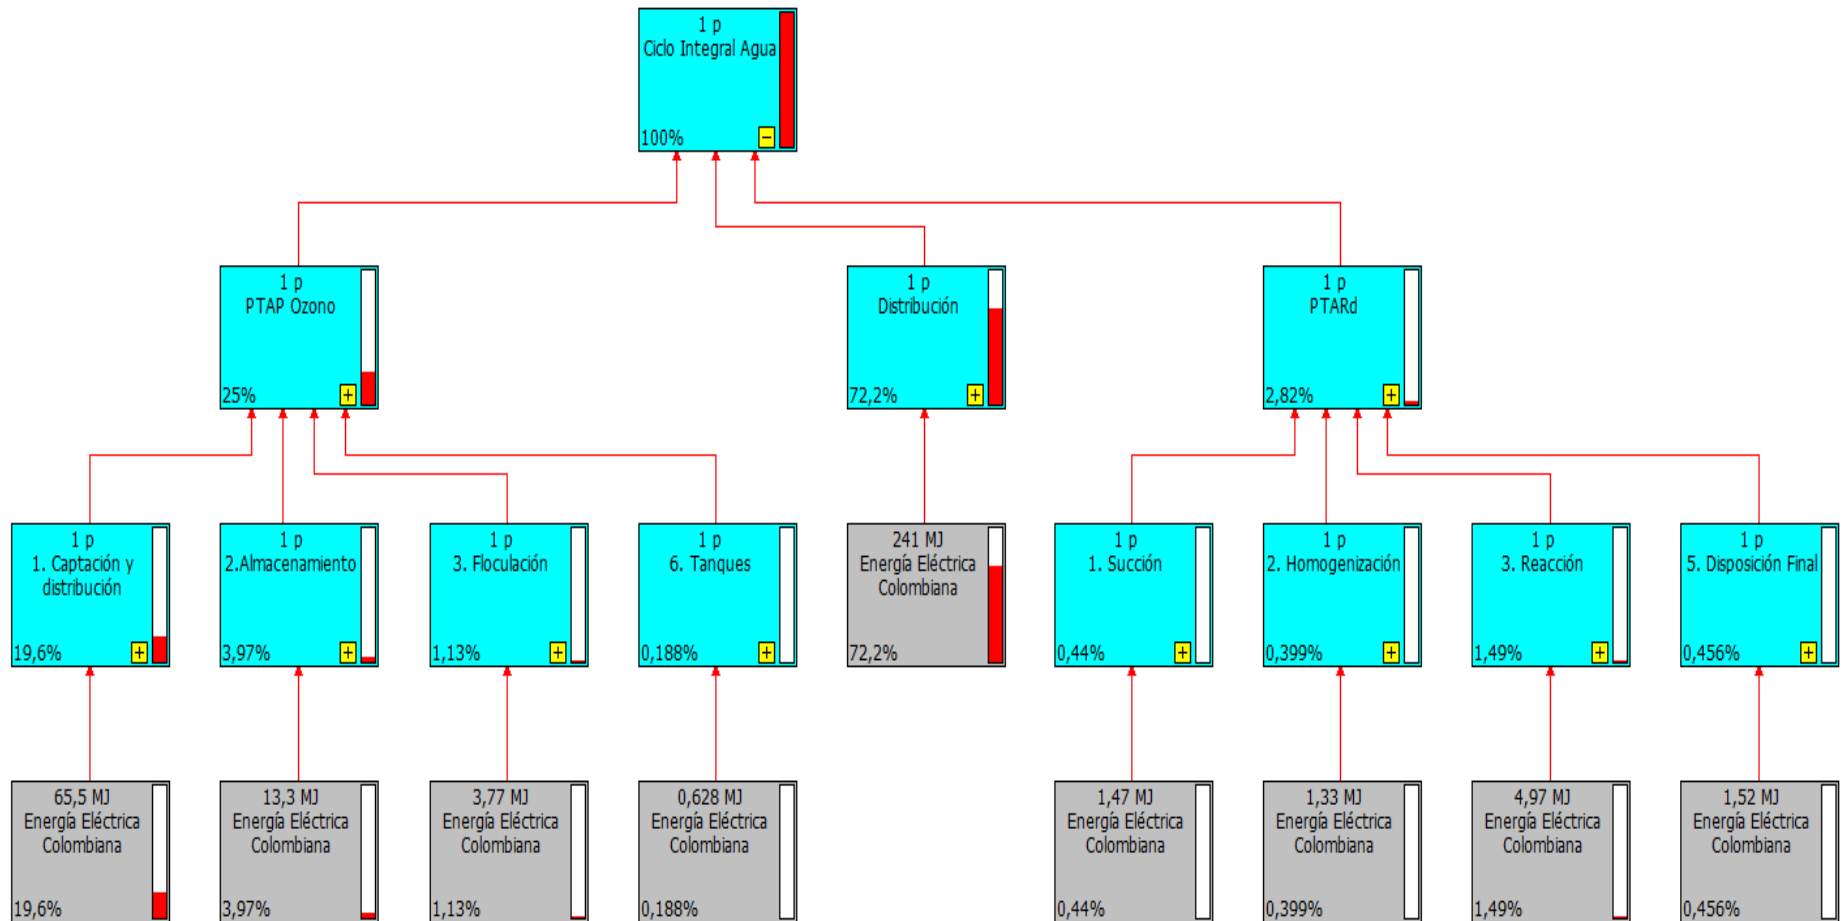 1 p
Ciclo Integral Agua
100%
−
1 p
PTAP Ozono
25%
+
1 p
Distribución
72,2%
+
1 p
PTARd
2,82%
+
1 p
1. Captación y
distribución
19,6%
+
1 p
2.Almacenamiento
3,97%
+
1 p
3. Floculación
1,13%
+
1 p
6. Tanques
0,188%
+
241 MJ
Energía Eléctrica
Colombiana
72,2%
1 p
1. Succión
0,44%
+
1 p
2. Homogenización
0,399%
+
1 p
3. Reacción
1,49%
+
1 p
5. Disposición Final
0,456%
+
65,5 MJ
Energía Eléctrica
Colombiana
19,6%
13,3 MJ
Energía Eléctrica
Colombiana
3,97%
3,77 MJ
Energía Eléctrica
Colombiana
1,13%
0,628 MJ
Energía Eléctrica
Colombiana
0,188%
1,47 MJ
Energía Eléctrica
Colombiana
0,44%
1,33 MJ
Energía Eléctrica
Colombiana
0,399%
4,97 MJ
Energía Eléctrica
Colombiana
1,49%
1,52 MJ
Energía Eléctrica
Colombiana
0,456%